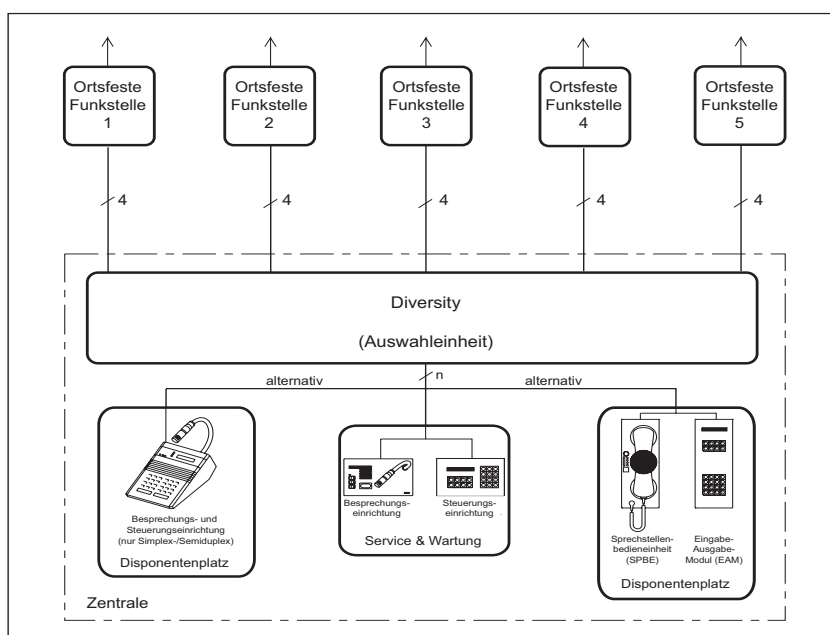 Ortsfeste
Funkstelle
1
Ortsfeste
Funkstelle
2
Ortsfeste
Funkstelle
3
Ortsfeste
Funkstelle
4
Ortsfeste
Funkstelle
5
4
4
4
4
4
Diversity
(Auswahleinheit)
n
alternativ
alternativ
Besprechungs- und
Steuerungseinrichtung
(nur Simplex-/Semiduplex)
Disponentenplatz
Besprechungs-
einrichtung
Steuerungs-
einrichtung
Service & Wartung
Sprechstellen-
bedieneinheit
(SPBE)
Eingabe-
Ausgabe-
Modul (EAM)
Disponentenplatz
Zentrale